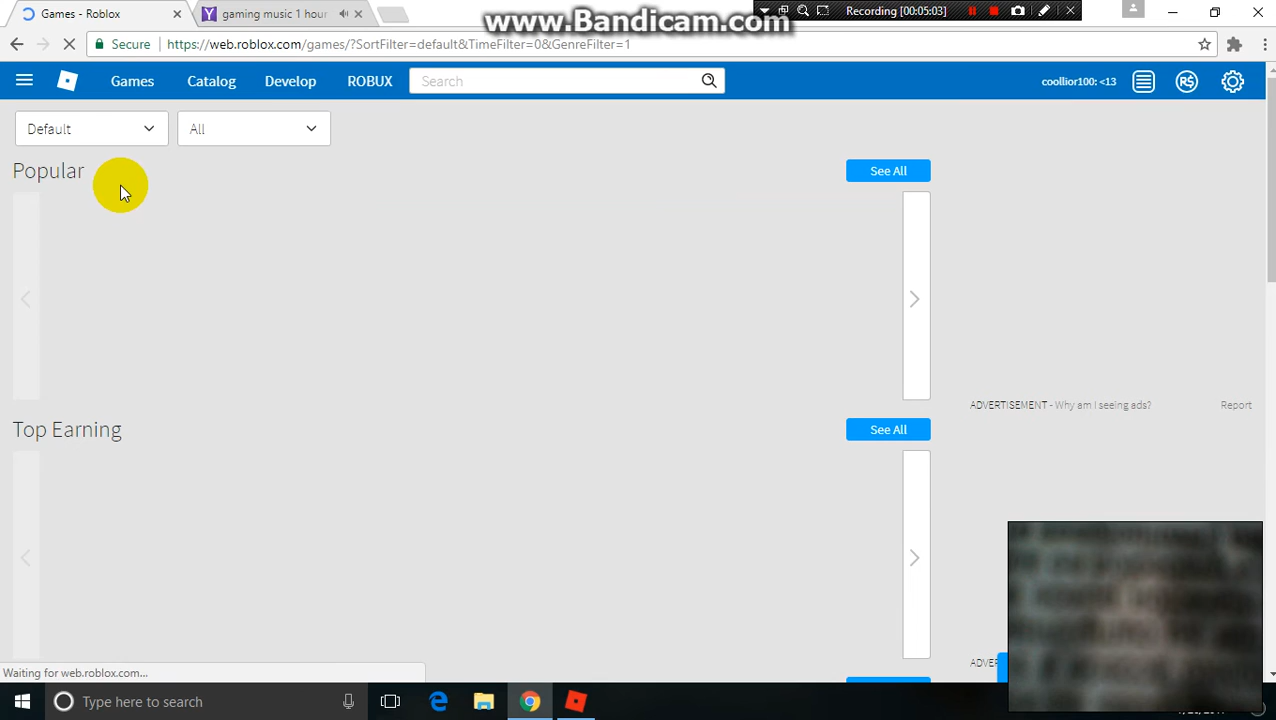 Games - Roblox
gaming music 1 hour
www.Bandicam.com
Recording [00:05:03]
Secure
https://web.roblox.com/games/?SortFilter=default&TimeFilter=0&GenreFilter=1
Games
Catalog
Develop
ROBUX
Search
coollior100: <13
R$
Default
All
Popular
See All
ADVERTISEMENT - Why am I seeing ads?
Report
Top Earning
See All
Waiting for web.roblox.com...
Type here to search